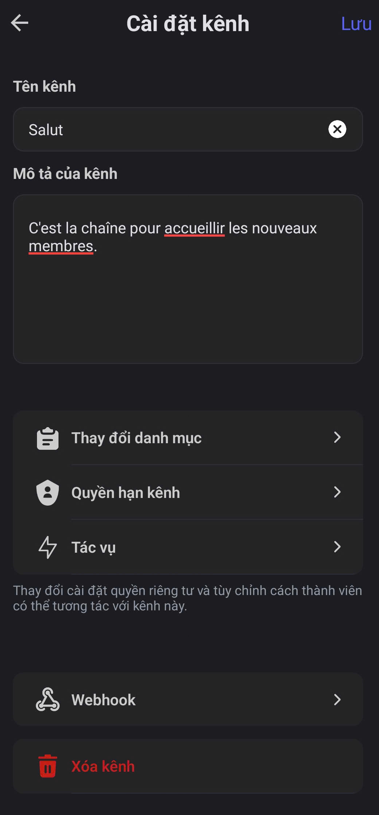 Cài đặt kênh
Lưu
Tên kênh
Salut
Mô tả của kênh
C'est la chaîne pour accueillir les nouveaux
membres.
Thay đổi danh mục
Quyền hạn kênh
Tác vụ
Thay đổi cài đặt quyền riêng tư và tùy chỉnh cách thành viên
có thể tương tác với kênh này.
Webhook
Xóa kênh